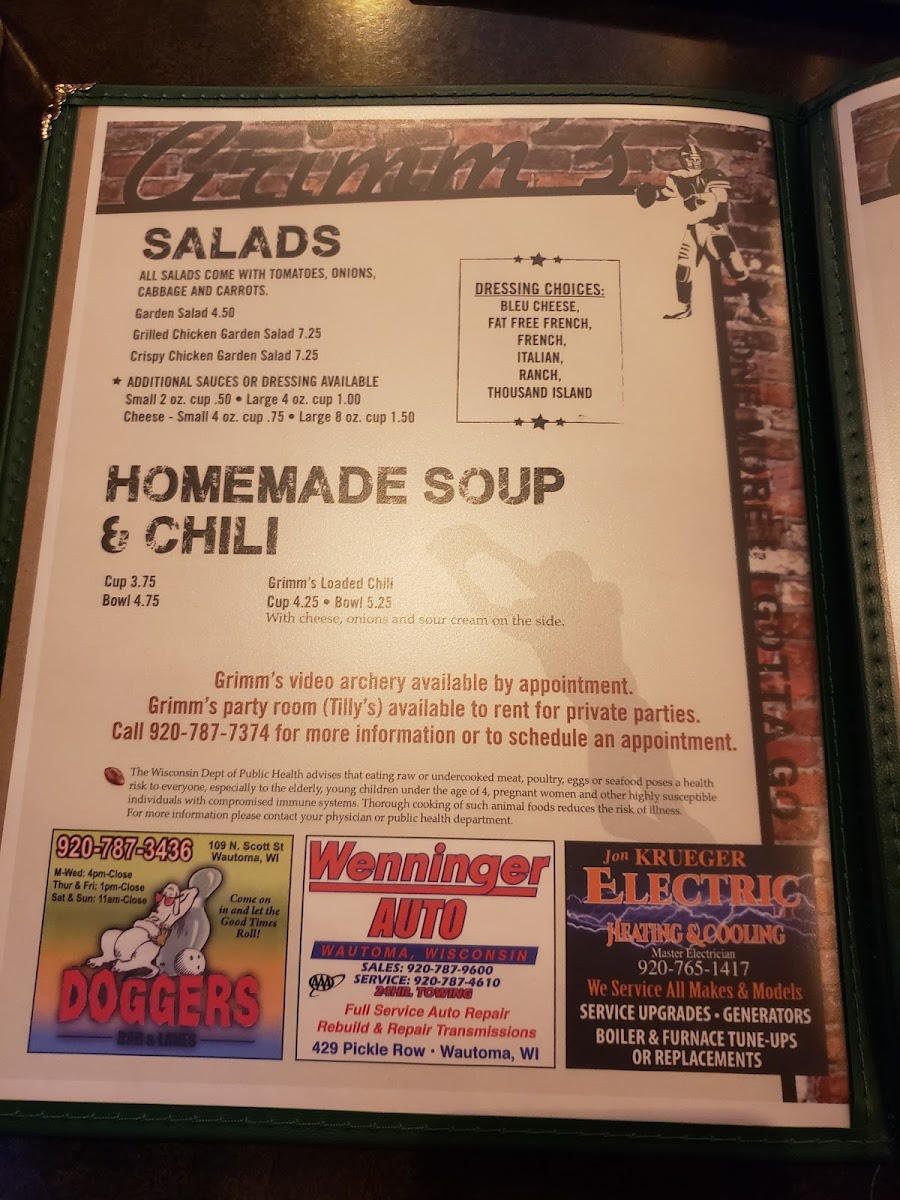 Grimm's
SALADS
ALL SALADS COME WITH TOMATOES, ONIONS,
CABBAGE AND CARROTS.
Garden Salad 4.50
Grilled Chicken Garden Salad 7.25
Crispy Chicken Garden Salad 7.25
★ ADDITIONAL SAUCES OR DRESSING AVAILABLE
Small 2 oz. cup .50 • Large 4 oz. cup 1.00
Cheese - Small 4 oz. cup .75 • Large 8 oz. cup 1.50
DRESSING CHOICES:
BLEU CHEESE,
FAT FREE FRENCH,
FRENCH,
ITALIAN,
RANCH,
THOUSAND ISLAND
HOMEMADE SOUP
& CHILI
Cup 3.75
Bowl 4.75
Grimm's Loaded Chili
Cup 4.25 • Bowl 5.25
With cheese, onions and sour cream on the side.
ONE MORE & I GOTTA GO
Grimm's video archery available by appointment.
Grimm's party room (Tilly's) available to rent for private parties.
Call 920-787-7374 for more information or to schedule an appointment.
The Wisconsin Dept of Public Health advises that eating raw or undercooked meat, poultry, eggs or seafood poses a health
risk to everyone, especially to the elderly, young children under the age of 4, pregnant women and other highly susceptible
individuals with compromised immune systems. Thorough cooking of such animal foods reduces the risk of illness.
For more information please contact your physician or public health department.
920-787-3436
109 N. Scott St
Wautoma, WI
M-Wed: 4pm-Close
Thur & Fri: 1pm-Close
Sat & Sun: 11am-Close
Come on
in and let the
Good Times
Roll!
DOGGERS
BAR & LANES
Wenninger
AUTO
WAUTOMA, WISCONSIN
AAA
SALES: 920-787-9600
SERVICE: 920-787-4610
24HR. TOWING
Full Service Auto Repair
Rebuild & Repair Transmissions
429 Pickle Row • Wautoma, WI
Jon KRUEGER
ELECTRIC
HEATING & COOLING
Master Electrician
920-765-1417
We Service All Makes & Models
SERVICE UPGRADES • GENERATORS
BOILER & FURNACE TUNE-UPS
OR REPLACEMENTS